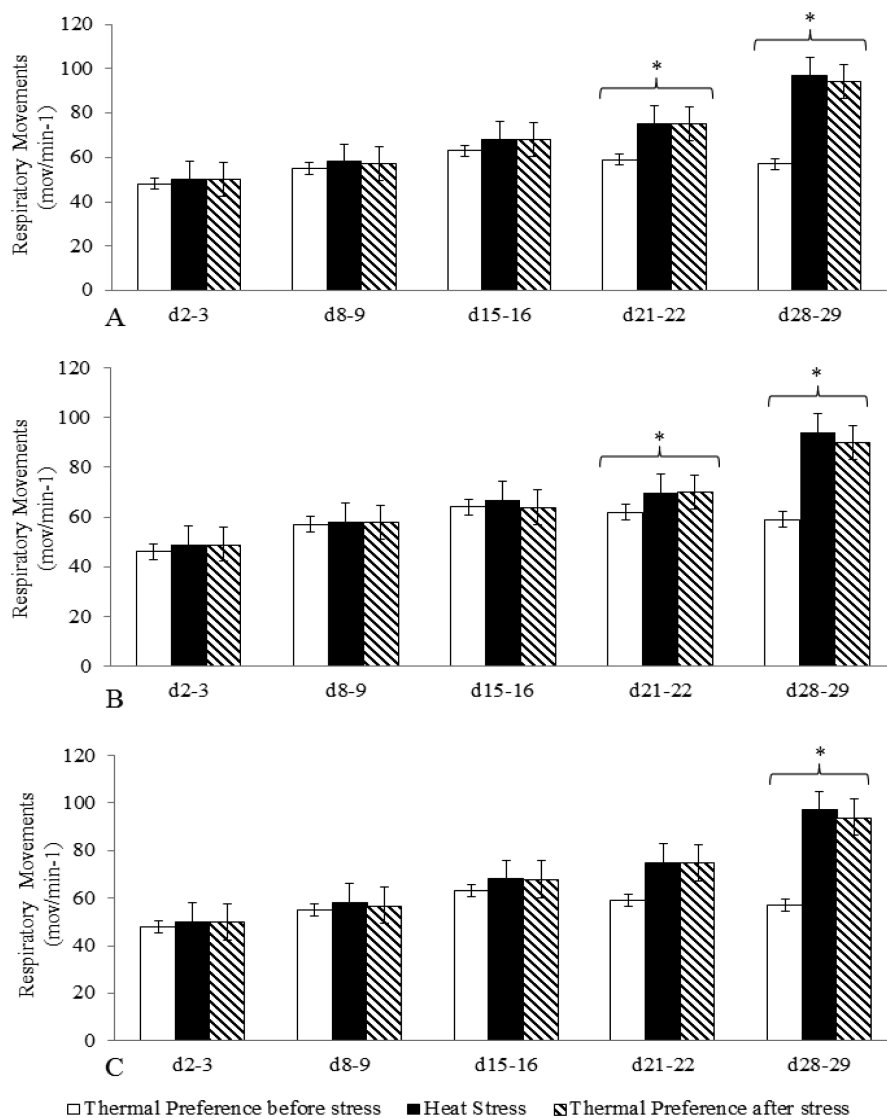 120
*
*
100
80
60
40
20
0
Respiratory Movements
(mov/min-1)
A
d2-3 d8-9 d15-16 d21-22 d28-29
120
*
100
*
80
60
40
20
0
Respiratory Movements
(mov/min-1)
B
d2-3 d8-9 d15-16 d21-22 d28-29
120
*
100
80
60
40
20
0
Respiratory Movements
(mov/min-1)
C
d2-3 d8-9 d15-16 d21-22 d28-29
Thermal Preference before stress Heat Stress Thermal Preference after stress